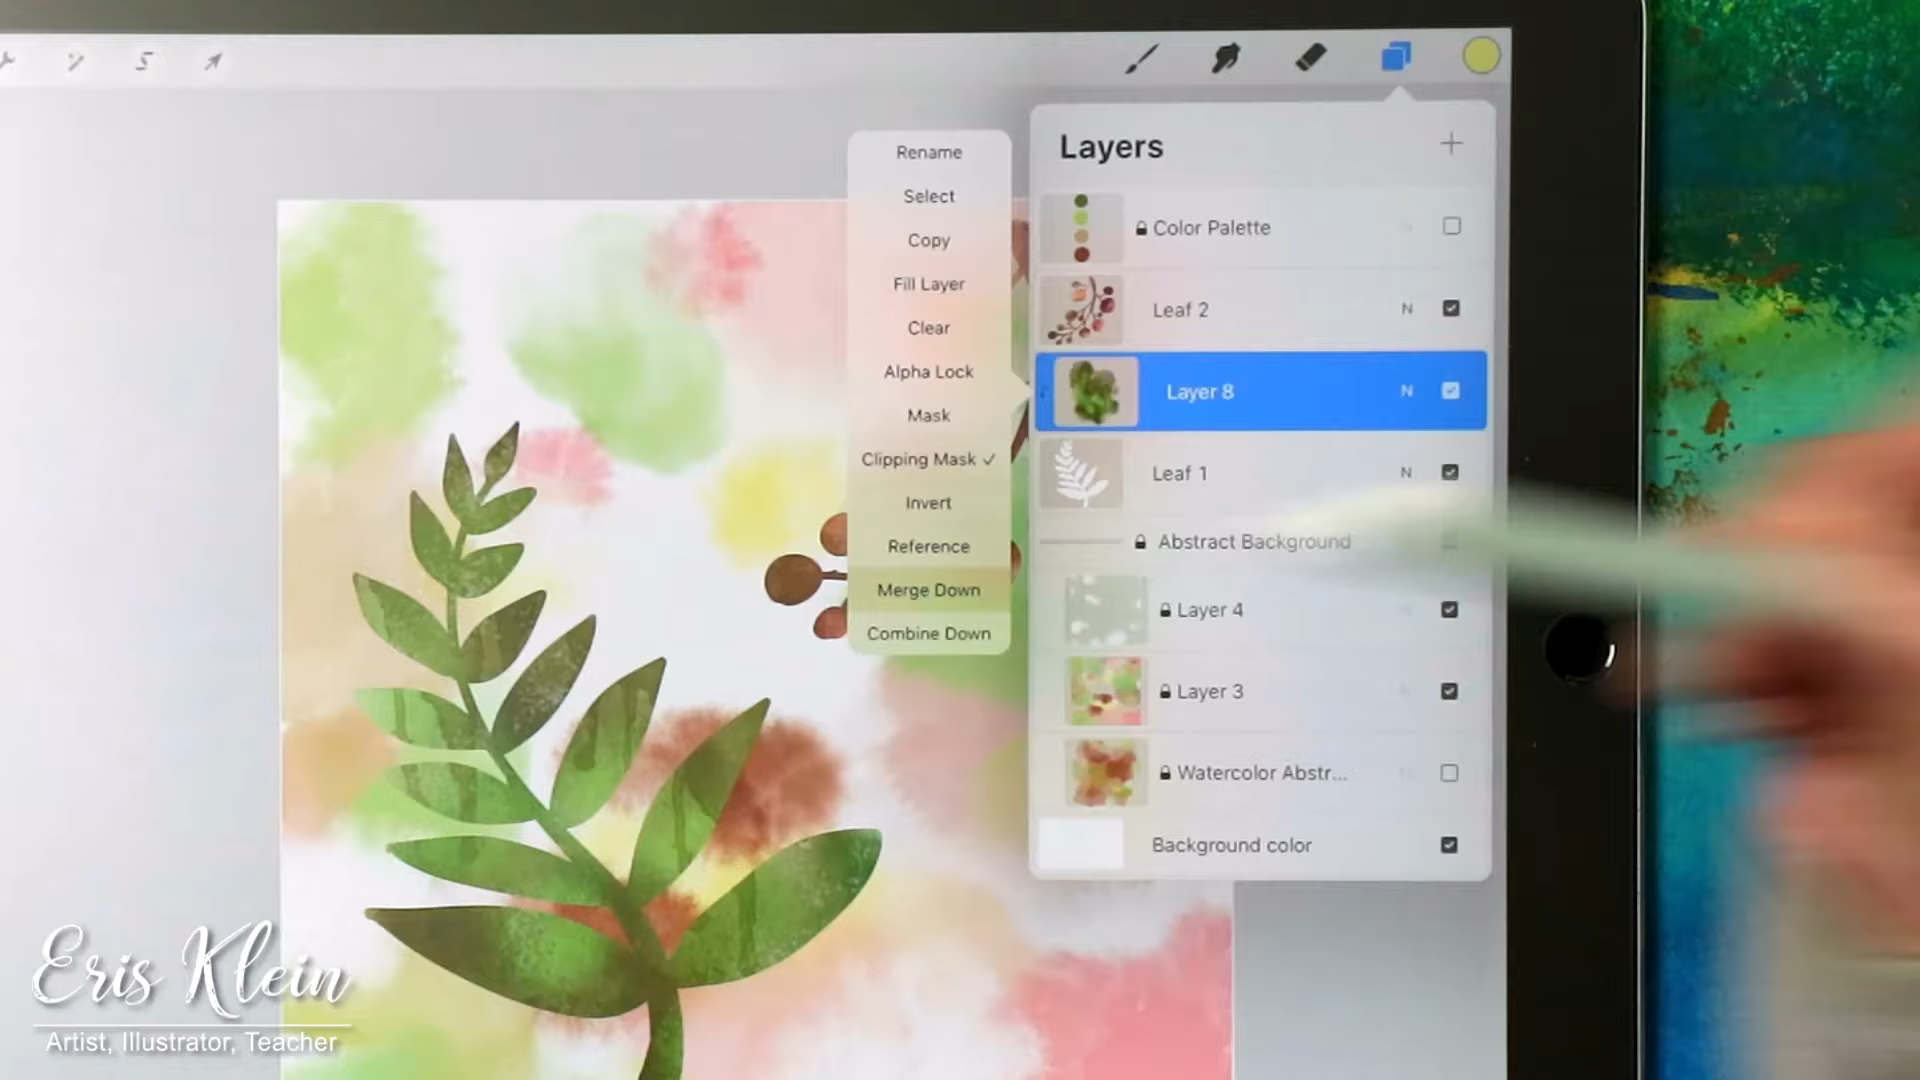 Layers
Rename
Select
Copy
Fill Layer
Clear
Alpha Lock
Mask
Clipping Mask ✓
Invert
Reference
Merge Down
Combine Down
Color Palette
Leaf 2 N
Layer 8 N
Leaf 1 N
Abstract Background
Layer 4
Layer 3
Watercolor Abstr...
Background color
Eris Klein
Artist, Illustrator, Teacher